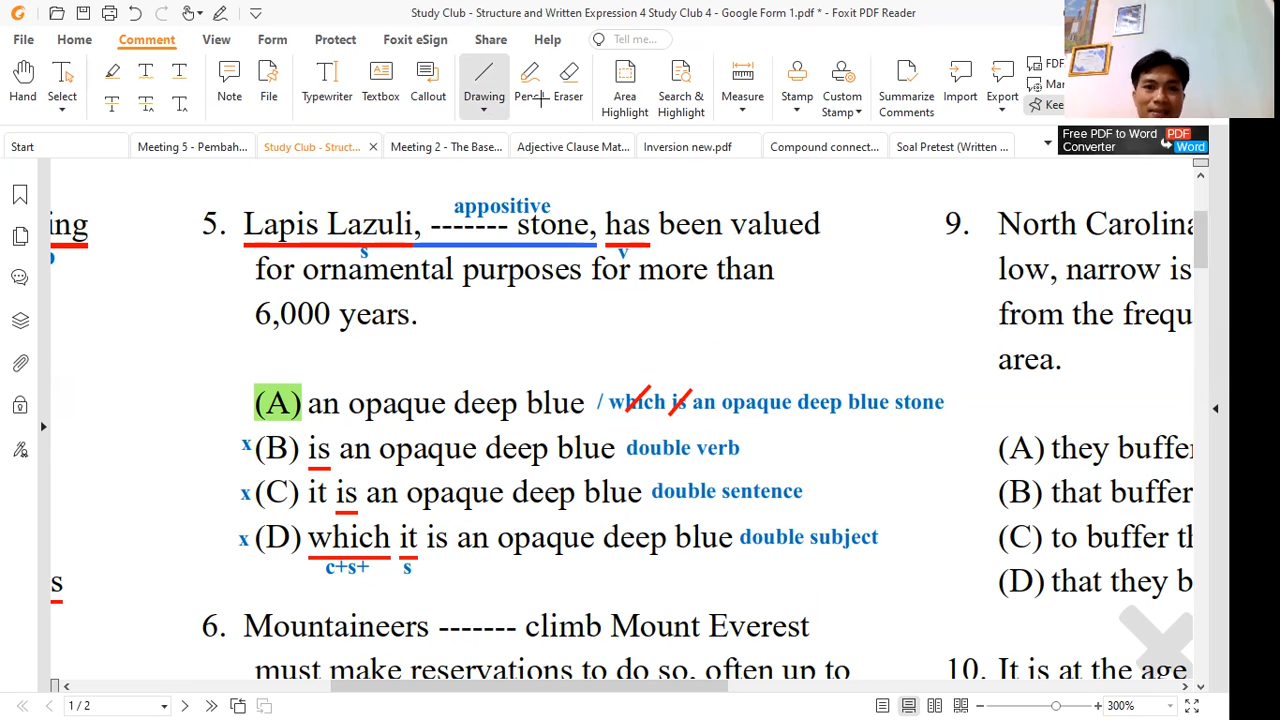 Study Club - Structure and Written Expression 4 Study Club 4 - Google Form 1.pdf * - Foxit PDF Reader
File Home Comment View Form Protect Foxit eSign Share Help Tell me...
Hand Select Note File Typewriter Textbox Callout Drawing Pencil Eraser Area Highlight Search & Highlight Measure Stamp Custom Stamp Summarize Comments Import Export FDF
Kee
Start Meeting 5 - Pembah... Study Club - Struct... Meeting 2 - The Base... Adjective Clause Mat... Inversion new.pdf Compound connect... Soal Pretest (Written ...
Free PDF to Word Converter PDF Word
appositive
ing 5. Lapis Lazuli, ------- stone, has been valued
s v
for ornamental purposes for more than
6,000 years.
(A) an opaque deep blue / which is an opaque deep blue stone
x (B) is an opaque deep blue double verb
x (C) it is an opaque deep blue double sentence
x (D) which it is an opaque deep blue double subject
c+s+ s
s
6. Mountaineers ------- climb Mount Everest
must make reservations to do so, often up to
9. North Carolina
low, narrow is
from the frequ
area.
(A) they buffer
(B) that buffer
(C) to buffer th
(D) that they b
10. It is at the age
1 / 2 300%